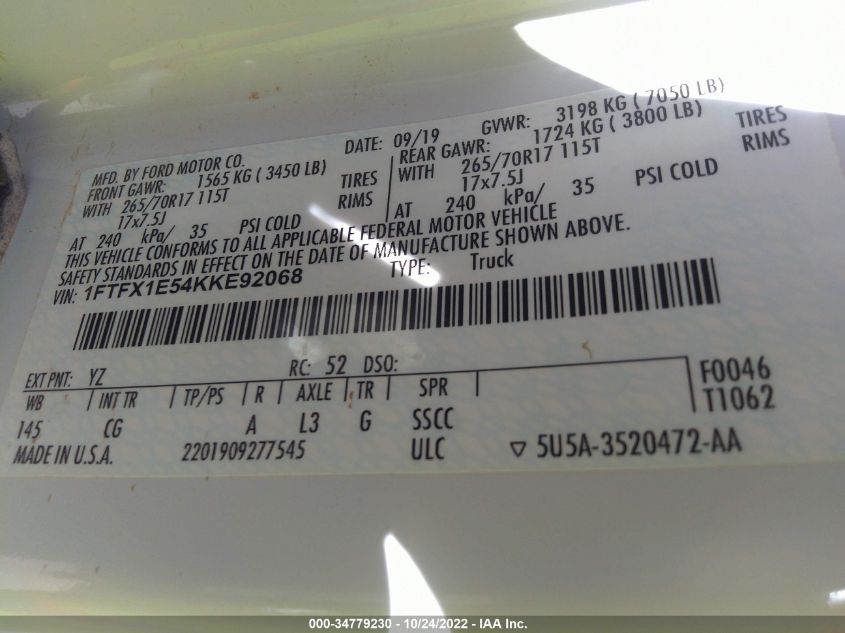 MFD. BY FORD MOTOR CO. DATE: 09/19 GVWR: 3198 KG ( 7050 LB)
FRONT GAWR: 1565 KG ( 3450 LB) REAR GAWR: 1724 KG ( 3800 LB)
WITH 265/70R17 115T TIRES WITH 265/70R17 115T TIRES
17x7.5J RIMS 17x7.5J RIMS
AT 240 kPa/ 35 PSI COLD AT 240 kPa/ 35 PSI COLD
THIS VEHICLE CONFORMS TO ALL APPLICABLE FEDERAL MOTOR VEHICLE
SAFETY STANDARDS IN EFFECT ON THE DATE OF MANUFACTURE SHOWN ABOVE.
VIN: 1FTFX1E54KKE92068 TYPE: Truck
EXT PNT: YZ RC: 52 DSO: F0046
WB INT TR TP/PS R AXLE TR SPR T1062
145 CG A L3 G SSCC
MADE IN U.S.A. 2201909277545 ULC ▽ 5U5A-3520472-AA
000-34779230 - 10/24/2022 - IAA Inc.